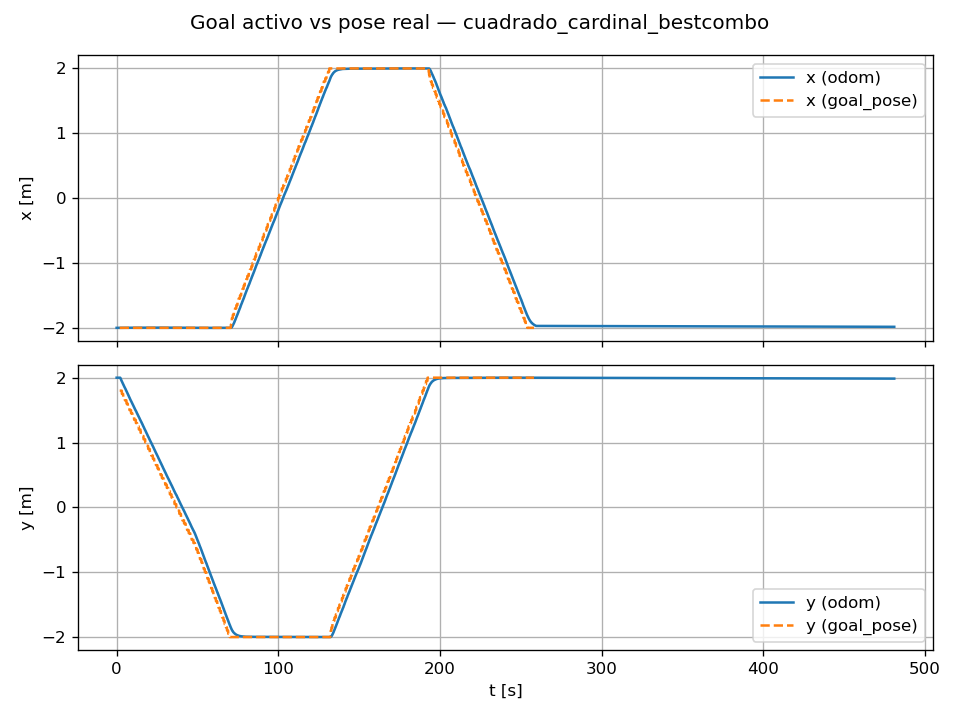 Goal activo vs pose real — cuadrado_cardinal_bestcombo
2
1
0
−1
−2
x [m]
x (odom)
x (goal_pose)
2
1
0
−1
−2
y [m]
y (odom)
y (goal_pose)
0 100 200 300 400 500
t [s]